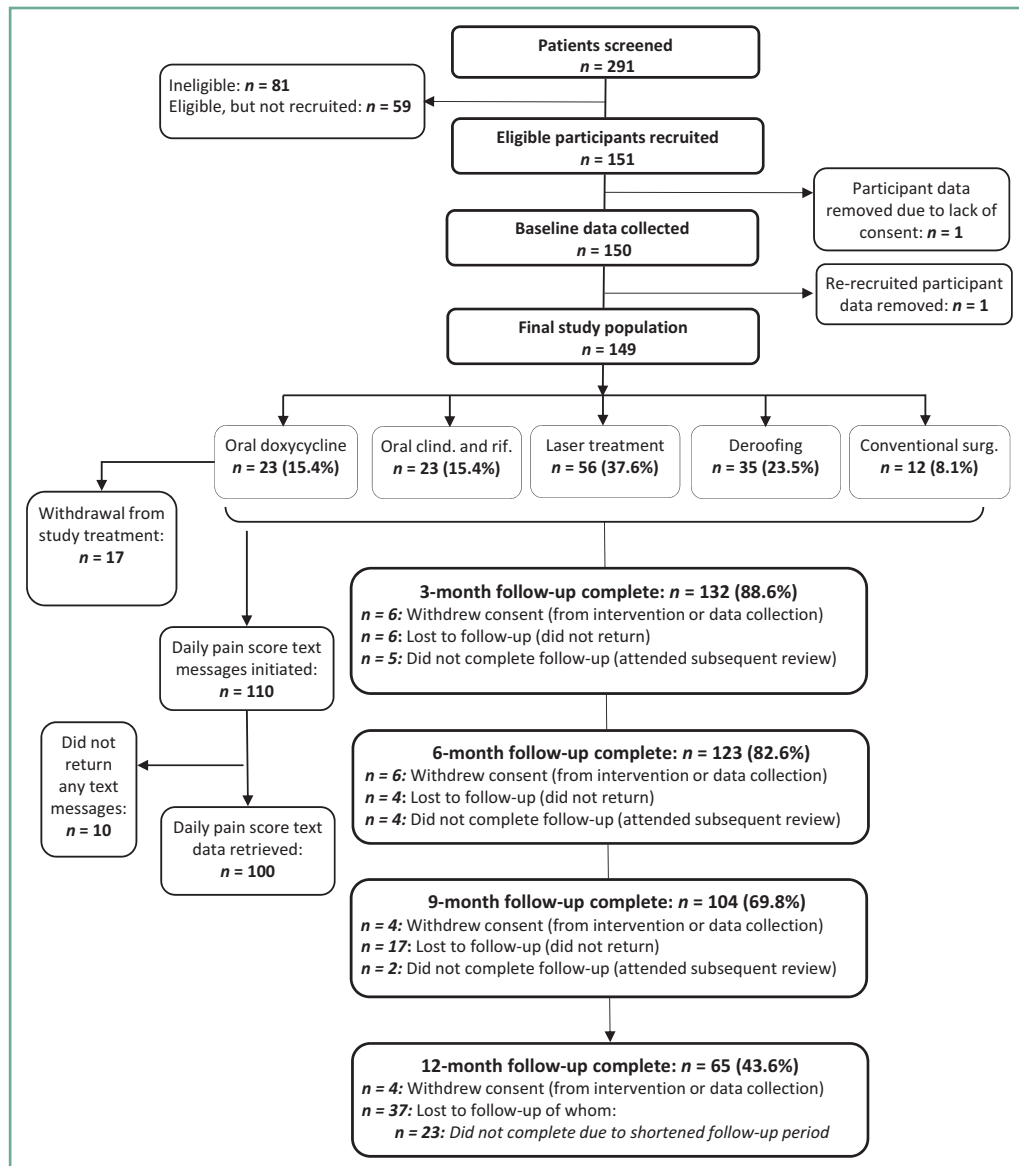 Patients screened
n = 291
Ineligible: n = 81
Eligible, but not recruited: n = 59
Eligible participants recruited
n = 151
Participant data
removed due to lack of
consent: n = 1
Baseline data collected
n = 150
Re-recruited participant
data removed: n = 1
Final study population
n = 149
Oral doxycycline
n = 23 (15.4%)
Oral clind. and rif.
n = 23 (15.4%)
Laser treatment
n = 56 (37.6%)
Deroofing
n = 35 (23.5%)
Conventional surg.
n = 12 (8.1%)
Withdrawal from
study treatment:
n = 17
3-month follow-up complete: n = 132 (88.6%)
n = 6: Withdrew consent (from intervention or data collection)
n = 6: Lost to follow-up (did not return)
n = 5: Did not complete follow-up (attended subsequent review)
Daily pain score text
messages initiated:
n = 110
Did not
return
any text
messages:
n = 10
Daily pain score text
data retrieved:
n = 100
6-month follow-up complete: n = 123 (82.6%)
n = 6: Withdrew consent (from intervention or data collection)
n = 4: Lost to follow-up (did not return)
n = 4: Did not complete follow-up (attended subsequent review)
9-month follow-up complete: n = 104 (69.8%)
n = 4: Withdrew consent (from intervention or data collection)
n = 17: Lost to follow-up (did not return)
n = 2: Did not complete follow-up (attended subsequent review)
12-month follow-up complete: n = 65 (43.6%)
n = 4: Withdrew consent (from intervention or data collection)
n = 37: Lost to follow-up of whom:
n = 23: Did not complete due to shortened follow-up period